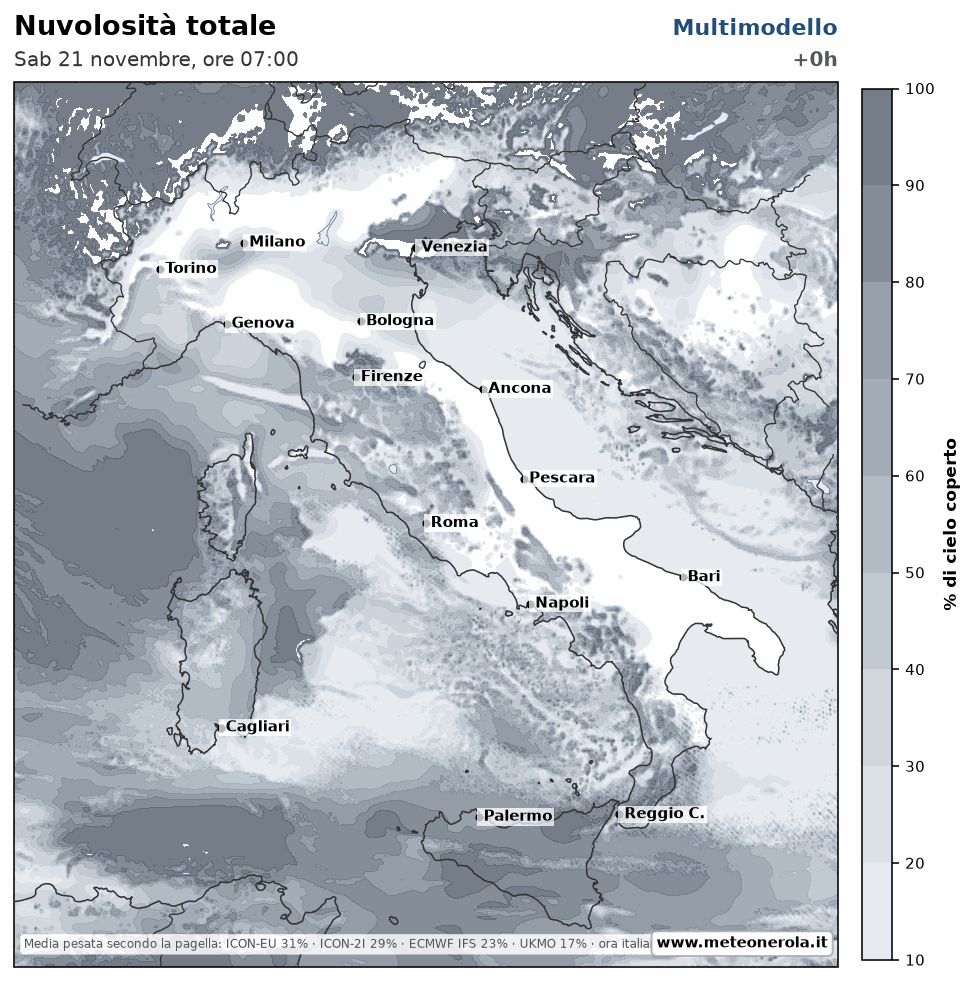 Nuvolosità totale
Multimodello
Sab 21 novembre, ore 07:00
+0h
100
90
80
70
60
50
40
30
20
10
% di cielo coperto
Milano
Venezia
Torino
Genova
Bologna
Firenze
Ancona
Pescara
Roma
Bari
Napoli
Cagliari
Palermo
Reggio C.
Media pesata secondo la pagella: ICON-EU 31% · ICON-2I 29% · ECMWF IFS 23% · UKMO 17% · ora italia
www.meteonerola.it